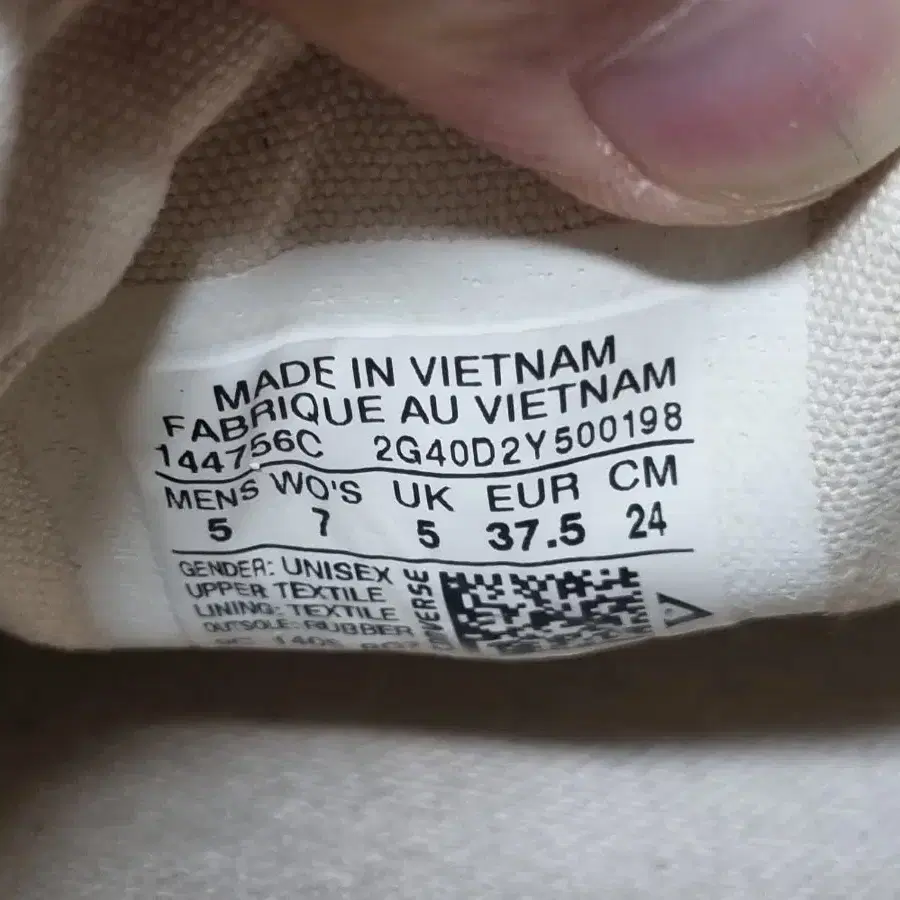 MADE IN VIETNAM
FABRIQUE AU VIETNAM
144756C 2G40D2Y500198
MENS WO'S UK EUR CM
5 7 5 37.5 24
GENDER: UNISEX
UPPER: TEXTILE
LINING: TEXTILE
OUTSOLE: RUBBER
CONVERSE